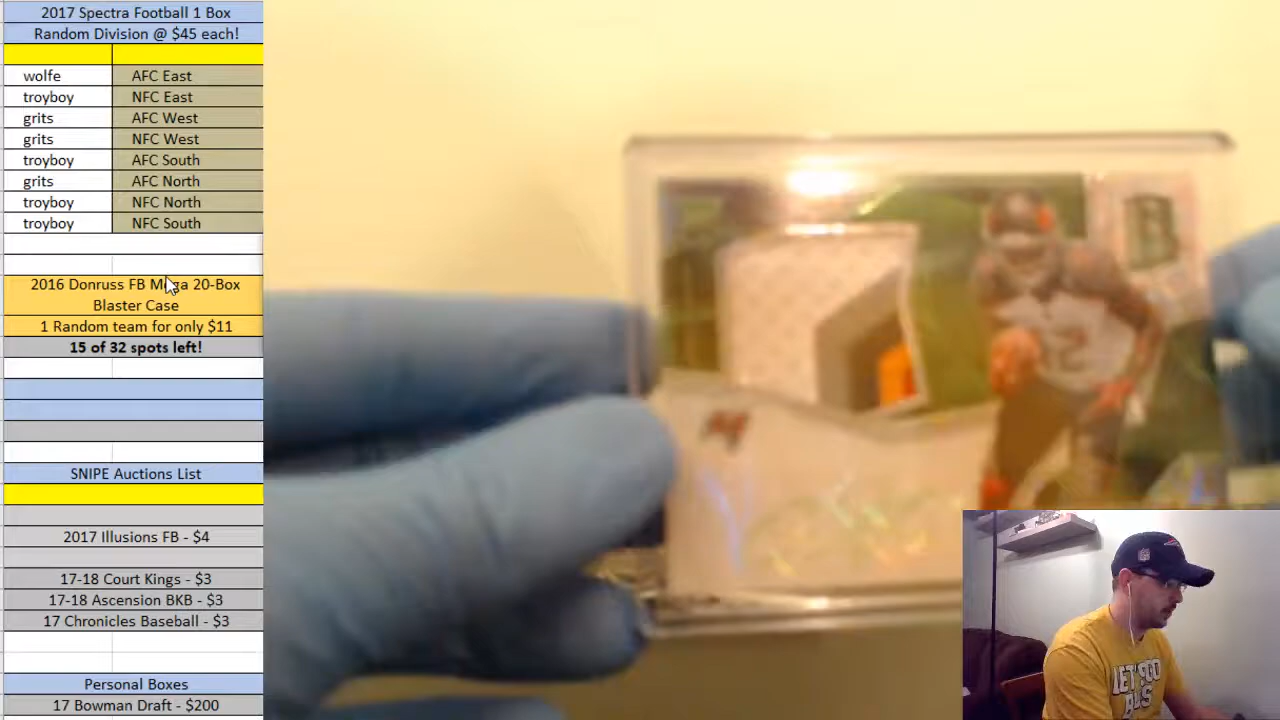 2017 Spectra Football 1 Box
Random Division @ $45 each!
wolfe AFC East
troyboy NFC East
grits AFC West
grits NFC West
troyboy AFC South
grits AFC North
troyboy NFC North
troyboy NFC South
2016 Donruss FB Mega 20-Box
Blaster Case
1 Random team for only $11
15 of 32 spots left!
SNIPE Auctions List
2017 Illusions FB - $4
17-18 Court Kings - $3
17-18 Ascension BKB - $3
17 Chronicles Baseball - $3
Personal Boxes
17 Bowman Draft - $200